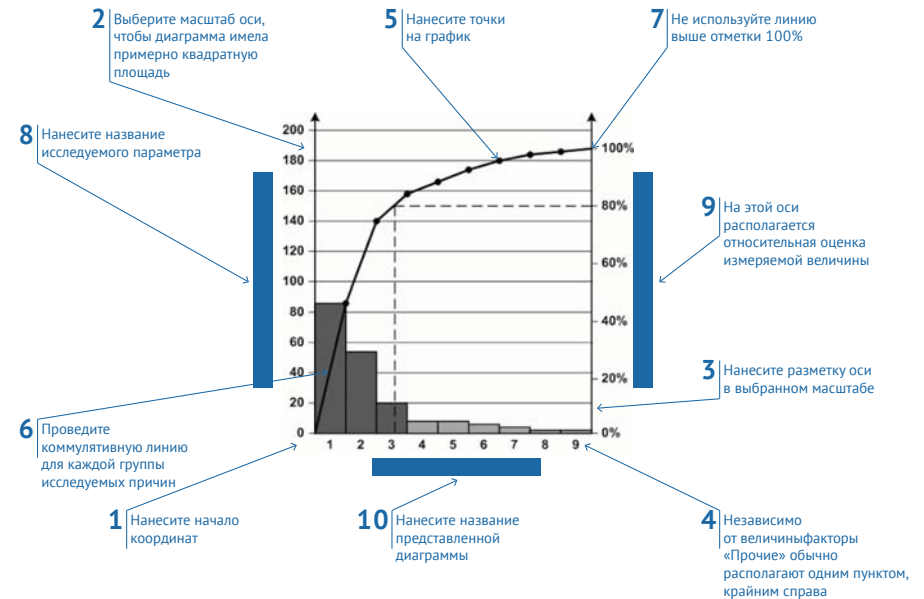 2 Выберите масштаб оси,
чтобы диаграмма имела
примерно квадратную
площадь
5 Нанесите точки
на график
7 Не используйте линию
выше отметки 100%
8 Нанесите название
исследуемого параметра
200
180
160
140
120
100
80
60
40
20
0
100%
80%
60%
40%
20%
0%
1 2 3 4 5 6 7 8 9
9 На этой оси
располагается
относительная оценка
измеряемой величины
3 Нанесите разметку оси
в выбранном масштабе
6 Проведите
коммулятивную линию
для каждой группы
исследуемых причин
1 Нанесите начало
координат
10 Нанесите название
представленной
диаграммы
4 Независимо
от величиныфакторы
«Прочие» обычно
располагают одним пунктом,
крайним справа